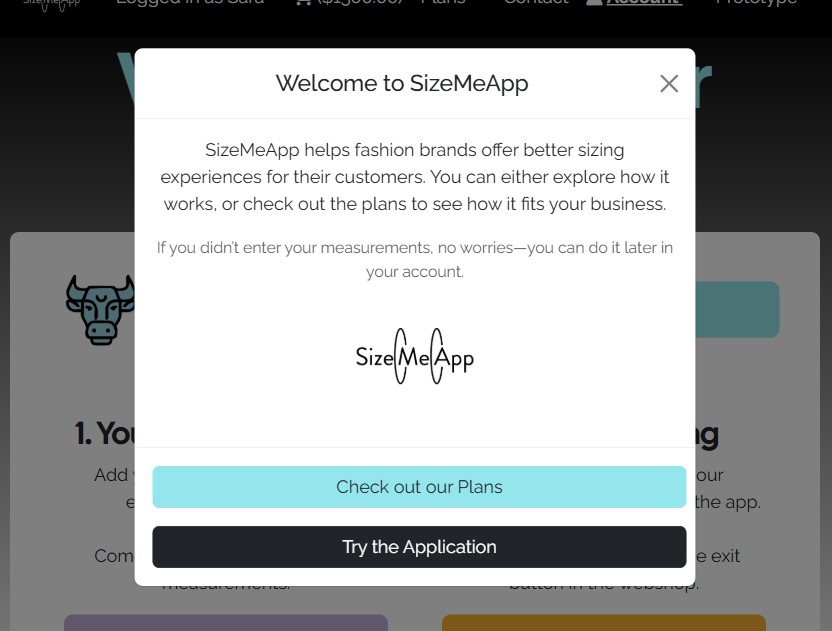 Logged in as Sara ($1500.00) Plans Contact Account Prototype
Welcome to SizeMeApp
SizeMeApp helps fashion brands offer better sizing
experiences for their customers. You can either explore how it
works, or check out the plans to see how it fits your business.
If you didn't enter your measurements, no worries—you can do it later in
your account.
SizeMeApp
1. You
Add
our
the app.
Com
e exit
measurements.
button in the webshop.
Check out our Plans
Try the Application